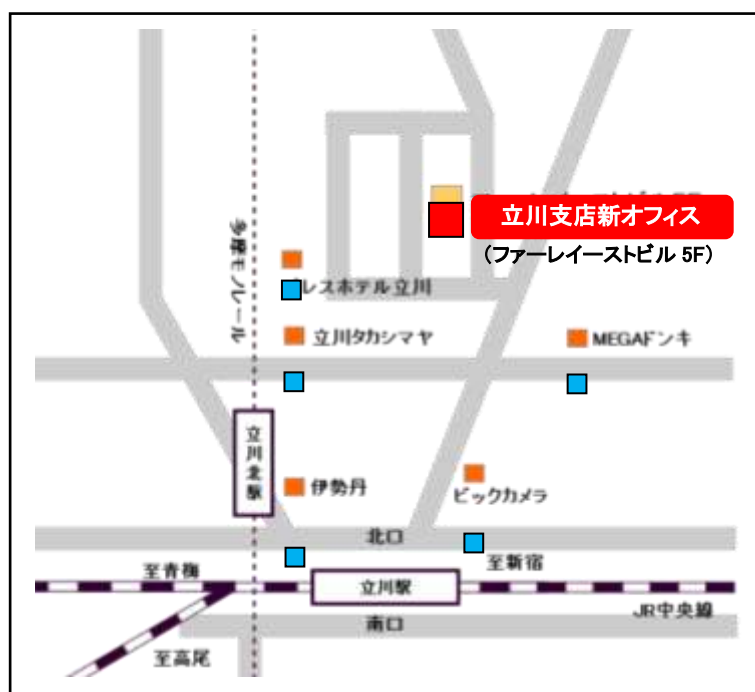 立川支店新オフィス
(ファーレイーストビル 5F)
多摩モノレール
レスホテル立川
立川タカシマヤ
MEGAドンキ
立川北駅
伊勢丹
ビックカメラ
北口
至新宿
至青梅
立川駅
JR中央線
南口
至高尾